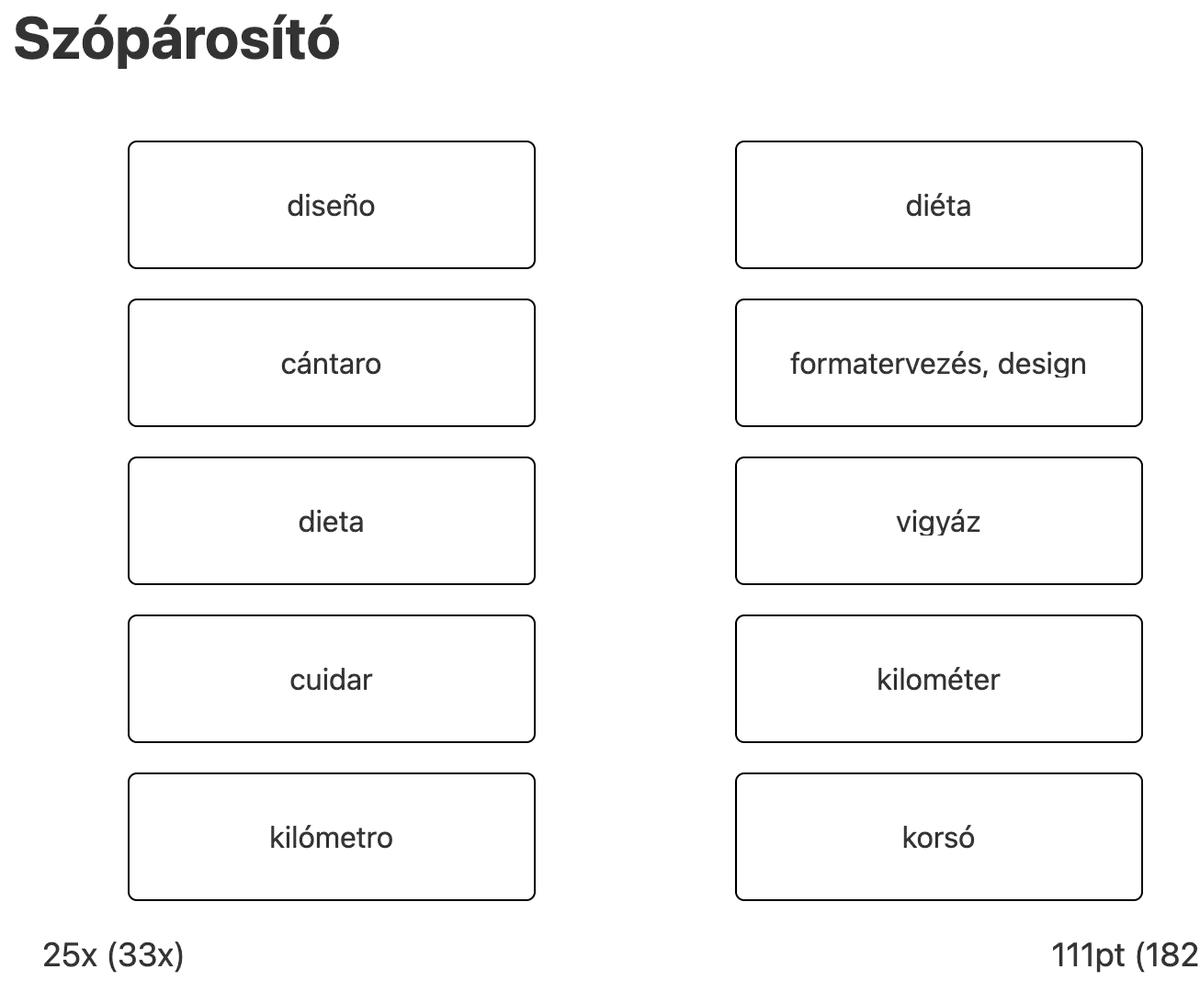 Szópárosító
diseño
diéta
cántaro
formatervezés, design
dieta
vigyáz
cuidar
kilométer
kilómetro
korsó
25x (33x)
111pt (182